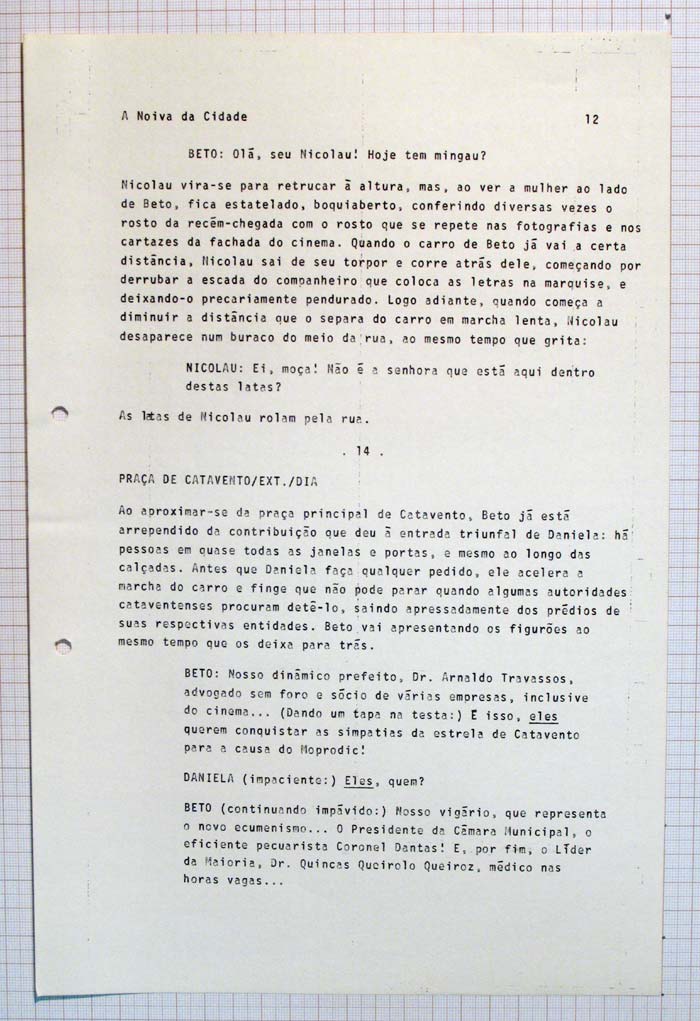 A Noiva da Cidade 12
BETO: Olá, seu Nicolau! Hoje tem mingau?
Nicolau vira-se para retrucar à altura, mas, ao ver a mulher ao lado
de Beto, fica estatelado, boquiaberto, conferindo diversas vezes o
rosto da recém-chegada com o rosto que se repete nas fotografias e nos
cartazes da fachada do cinema. Quando o carro de Beto já vai a certa
distância, Nicolau sai de seu torpor e corre atrás dele, começando por
derrubar a escada do companheiro que coloca as letras na marquise, e
deixando-o precariamente pendurado. Logo adiante, quando começa a
diminuir a distância que o separa do carro em marcha lenta, Nicolau
desaparece num buraco do meio da rua, ao mesmo tempo que grita:
NICOLAU: Ei, moça! Não é a senhora que está aqui dentro
destas latas?
As latas de Nicolau rolam pela rua.
. 14 .
PRAÇA DE CATAVENTO/EXT./DIA
Ao aproximar-se da praça principal de Catavento, Beto já está
arrependido da contribuição que deu à entrada triunfal de Daniela: há
pessoas em quase todas as janelas e portas, e mesmo ao longo das
calçadas. Antes que Daniela faça qualquer pedido, ele acelera a
marcha do carro e finge que não pode parar quando algumas autoridades
cataventenses procuram detê-lo, saindo apressadamente dos prédios de
suas respectivas entidades. Beto vai apresentando os figurões ao
mesmo tempo que os deixa para trás.
BETO: Nosso dinâmico prefeito, Dr. Arnaldo Travassos,
advogado sem foro e sócio de várias empresas, inclusive
do cinema... (Dando um tapa na testa:) É isso, eles
querem conquistar as simpatias da estrela de Catavento
para a causa do Moprodic!
DANIELA (impaciente:) Eles, quem?
BETO (continuando impávido:) Nosso vigário, que representa
o novo ecumenismo... O Presidente da Câmara Municipal, o
eficiente pecuarista Coronel Dantas! E, por fim, o Líder
da Maioria, Dr. Quincas Queirolo Queiroz, médico nas
horas vagas...